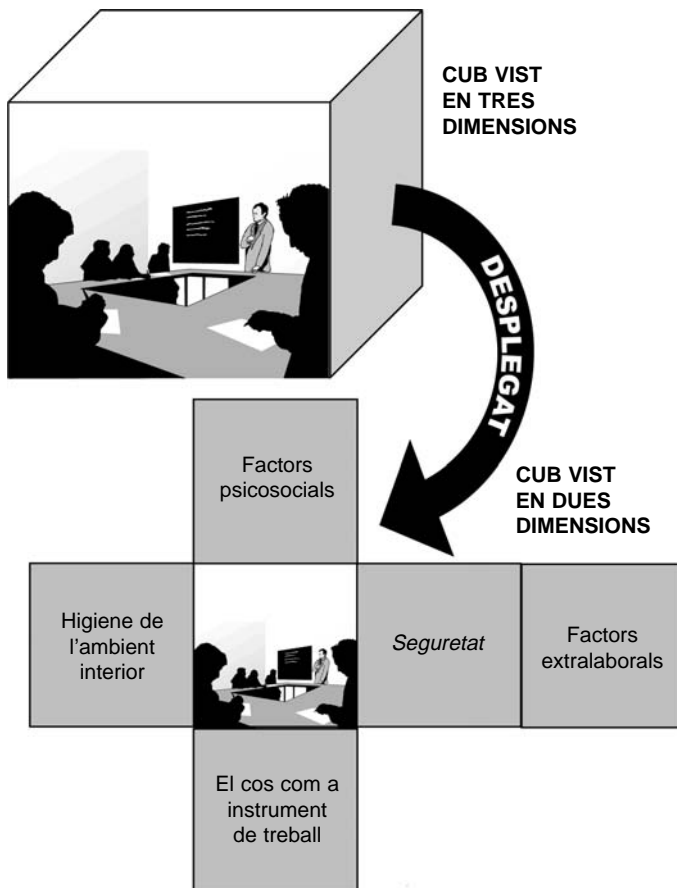 CUB VIST
EN TRES
DIMENSIONS
DESPLEGAT
CUB VIST
EN DUES
DIMENSIONS
Factors
psicosocials
Higiene de
l’ambient
interior
Seguretat
Factors
extralaborals
El cos com a
instrument
de treball